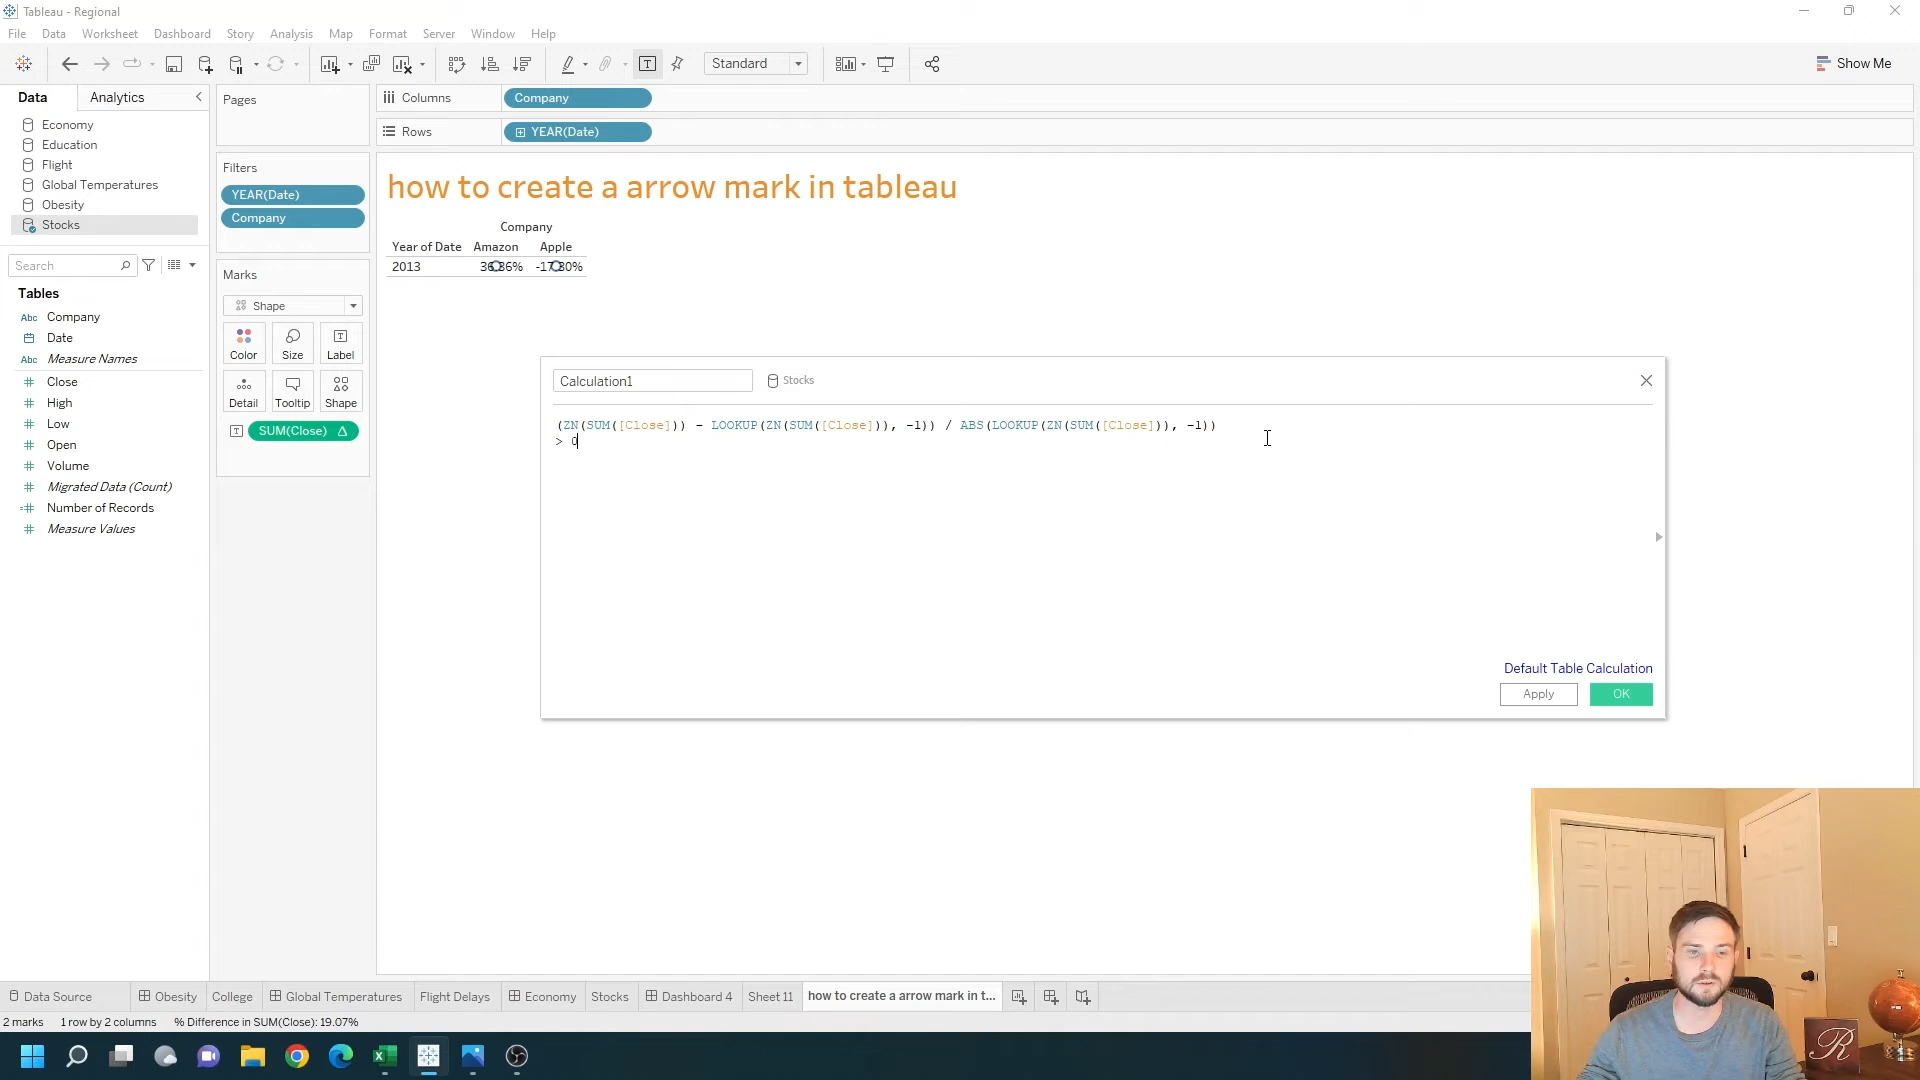 Tableau - Regional
File Data Worksheet Dashboard Story Analysis Map Format Server Window Help
Standard
Show Me
Data Analytics
Economy
Education
Flight
Global Temperatures
Obesity
Stocks
Search
Tables
Abc Company
Date
Abc Measure Names
Close
High
Low
Open
Volume
Migrated Data (Count)
Number of Records
Measure Values
Pages
Filters
YEAR(Date)
Company
Marks
Shape
Color Size Label
Detail Tooltip Shape
SUM(Close)
Columns Company
Rows YEAR(Date)
how to create a arrow mark in tableau
Company
Year of Date Amazon Apple
2013 36.36% -17.30%
Calculation1 Stocks
(ZN(SUM([Close])) - LOOKUP(ZN(SUM([Close])), -1)) / ABS(LOOKUP(ZN(SUM([Close])), -1))
> 0
Default Table Calculation
Apply OK
Data Source Obesity College Global Temperatures Flight Delays Economy Stocks Dashboard 4 Sheet 11 how to create a arrow mark in t...
2 marks 1 row by 2 columns % Difference in SUM(Close): 19.07%
R